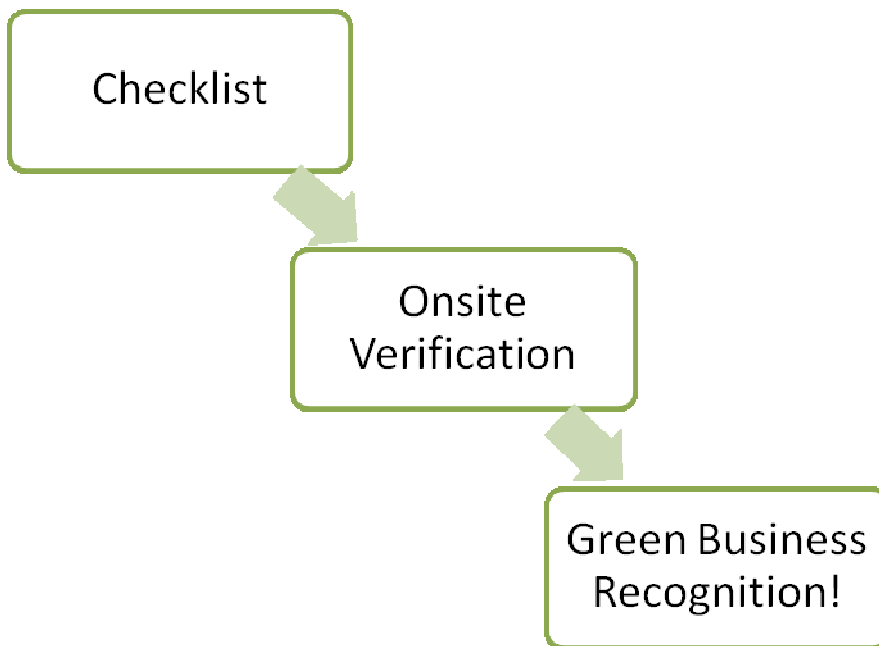 Checklist
Onsite
Verification
Green Business
Recognition!